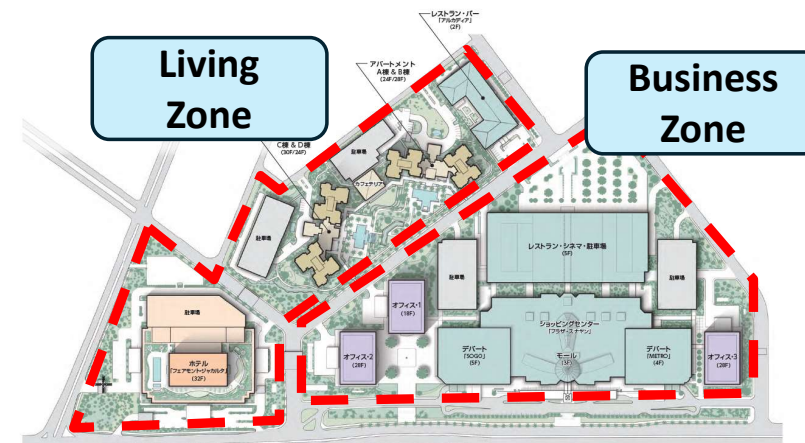 レストラン・バー
「アルカディア」
(2F)
アパートメント
A棟 & B棟
(24F/28F)
Living
Zone
Business
Zone
C棟 & D棟
(30F/24F)
駐車場
カフェテリア
駐車場
レストラン・シネマ・駐車場
(5F)
駐車場
駐車場
オフィス・1
(18F)
ショッピングセンター
「プラザ・スナヤン」
モール
(3F)
デパート
「SOGO」
(5F)
デパート
「METRO」
(4F)
オフィス・2
(28F)
オフィス・3
(28F)
駐車場
ホテル
「フェアモント・ジャカルタ」
(32F)